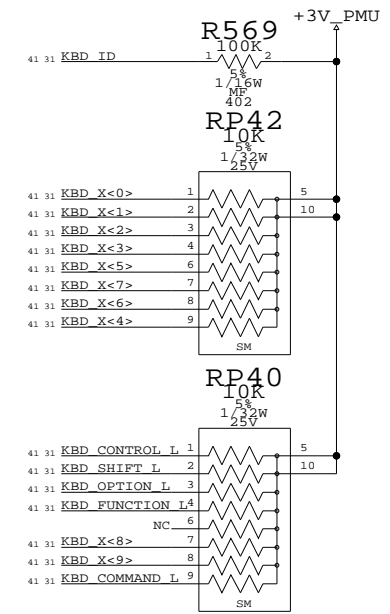 +3V_PMU
R569
100K
41 31 KBD_ID 1 2
5%
1/16W
MF
402
RP42
10K
5%
1/32W
25V
41 31 KBD_X<0> 1 5
41 31 KBD_X<1> 2 10
41 31 KBD_X<2> 3
41 31 KBD_X<3> 4
41 31 KBD_X<5> 6
41 31 KBD_X<7> 7
41 31 KBD_X<6> 8
41 31 KBD_X<4> 9
SM
RP40
10K
5%
1/32W
25V
41 31 KBD_CONTROL_L 1 5
41 31 KBD_SHIFT_L 2 10
41 31 KBD_OPTION_L 3
41 31 KBD_FUNCTION_L 4
NC 6
41 31 KBD_X<8> 7
41 31 KBD_X<9> 8
41 31 KBD_COMMAND_L 9
SM